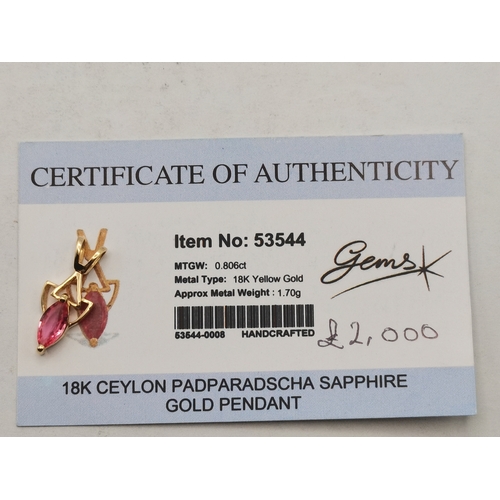 CERTIFICATE OF AUTHENTICITY
Item No: 53544
MTGW: 0.806ct
Metal Type: 18K Yellow Gold
Approx Metal Weight : 1.70g
53544-0008 HANDCRAFTED
Gems
£2,000
18K CEYLON PADPARADSCHA SAPPHIRE
GOLD PENDANT